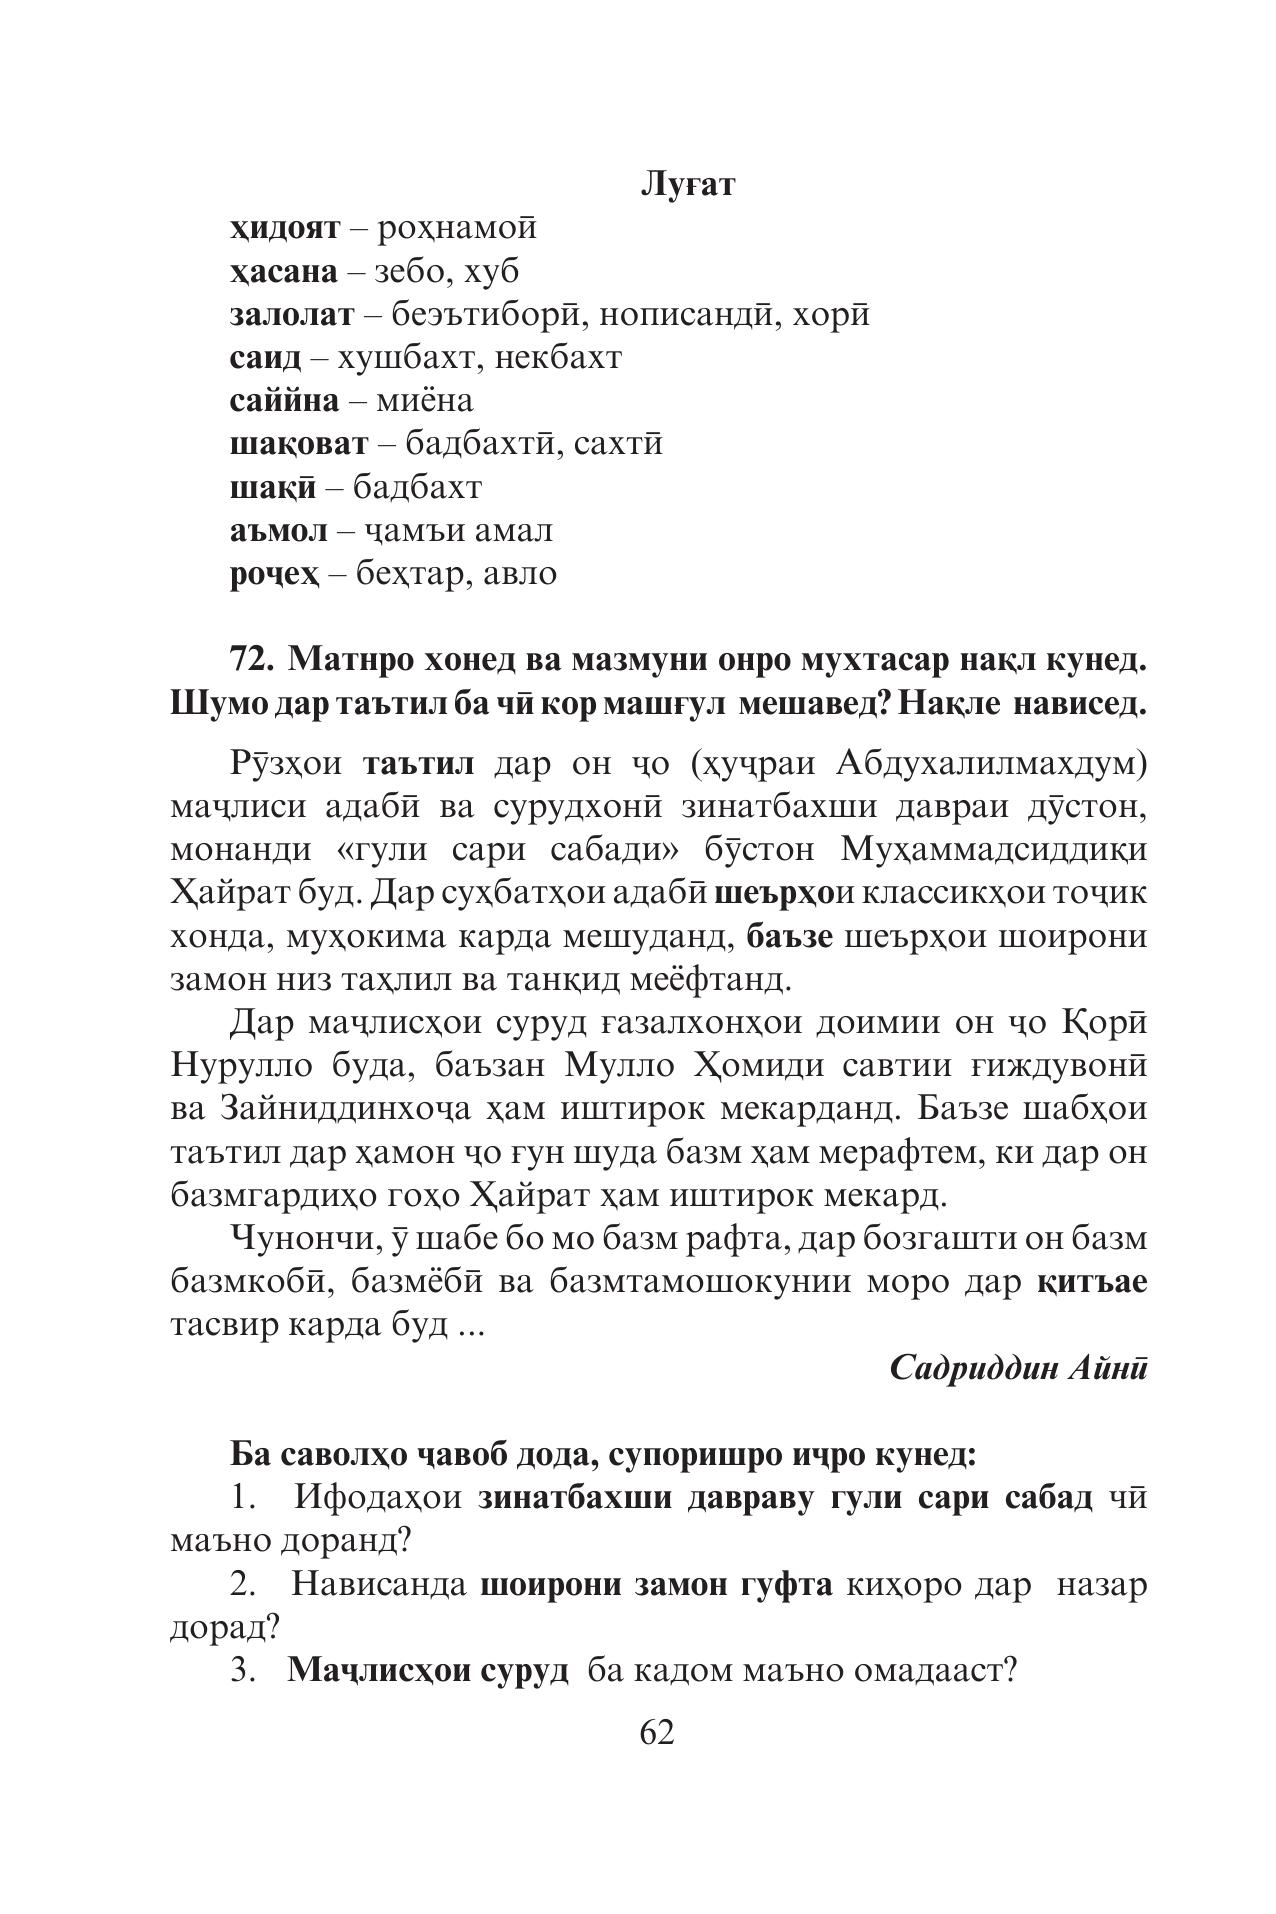 Луғат
ҳидоят – роҳнамоӣ
ҳасана – зебо, хуб
залолат – беэътиборӣ, нописандӣ, хорӣ
саид – хушбахт, некбахт
саййна – миёна
шақоват – бадбахтӣ, сахтӣ
шақӣ – бадбахт
аъмол – ҷамъи амал
роҷеҳ – беҳтар, авло
72. Матнро хонед ва мазмуни онро мухтасар нақл кунед.
Шумо дар таътил ба чӣ кор машғул мешавед? Нақле нависед.
Рӯзҳои таътил дар он ҷо (ҳуҷраи Абдухалилмахдум)
маҷлиси адабӣ ва сурудхонӣ зинатбахши давраи дӯстон,
монанди «гули сари сабади» бӯстон Муҳаммадсиддиқи
Ҳайрат буд. Дар суҳбатҳои адабӣ шеърҳои классикҳои тоҷик
хонда, муҳокима карда мешуданд, баъзе шеърҳои шоирони
замон низ таҳлил ва танқид меёфтанд.
Дар маҷлисҳои суруд ғазалхонҳои доимии он ҷо Қорӣ
Нурулло буда, баъзан Мулло Ҳомиди савтии ғиждувонӣ
ва Зайниддинхоҷа ҳам иштирок мекарданд. Баъзе шабҳои
таътил дар ҳамон ҷо ғун шуда базм ҳам мерафтем, ки дар он
базмгардиҳо гоҳо Ҳайрат ҳам иштирок мекард.
Чунончи, ӯ шабе бо мо базм рафта, дар бозгашти он базм
базмкобӣ, базмёбӣ ва базмтамошокунии моро дар қитъае
тасвир карда буд ...
Садриддин Айнӣ
Ба саволҳо ҷавоб дода, супоришро иҷро кунед:
1. Ифодаҳои зинатбахши давраву гули сари сабад чӣ
маъно доранд?
2. Нависанда шоирони замон гуфта киҳоро дар назар
дорад?
3. Маҷлисҳои суруд ба кадом маъно омадааст?
62